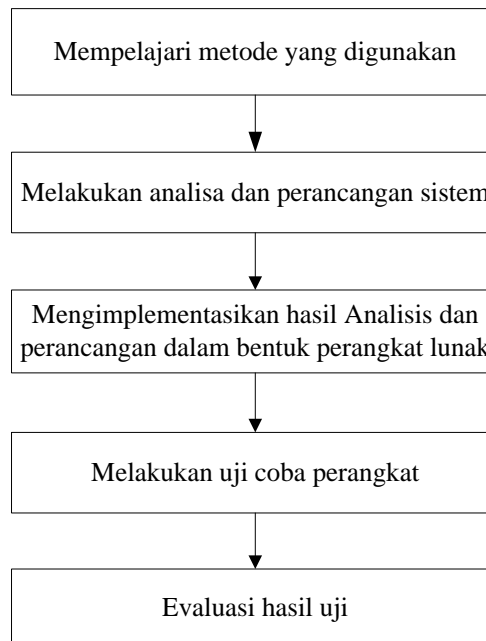 Mempelajari metode yang digunakan
Melakukan analisa dan perancangan sistem
Mengimplementasikan hasil Analisis dan
perancangan dalam bentuk perangkat lunak
Melakukan uji coba perangkat
Evaluasi hasil uji